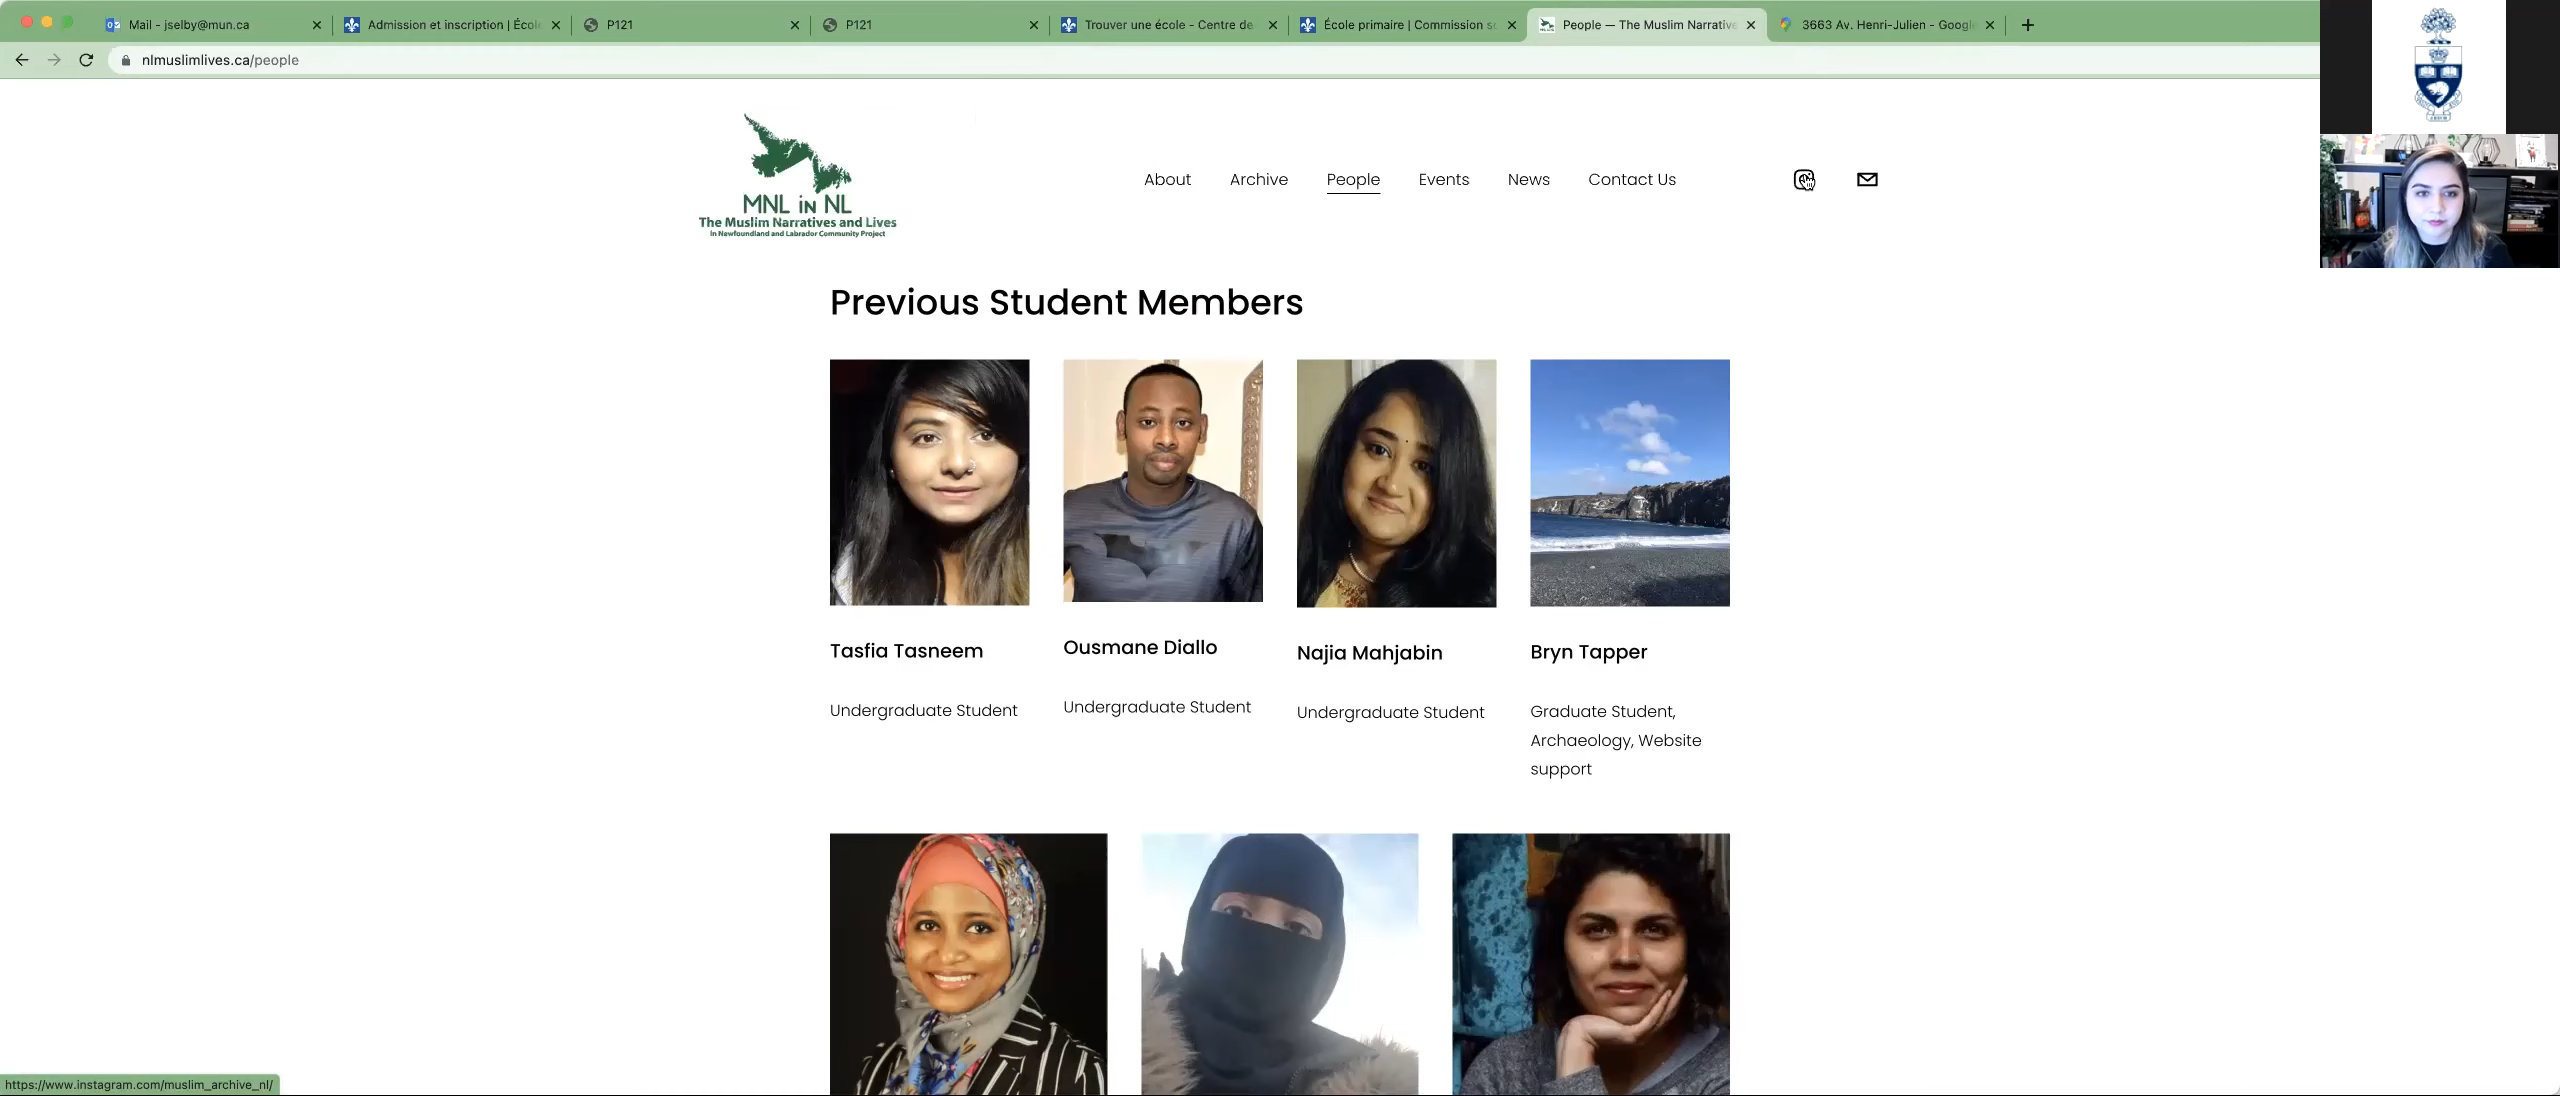 Mail - jselby@mun.ca
Admission et inscription | Écol
P121
P121
Trouver une école - Centre de
École primaire | Commission sc
People — The Muslim Narrative
3663 Av. Henri-Julien - Google
nlmuslimlives.ca/people
MNL IN NL
The Muslim Narratives and Lives
in Newfoundland and Labrador Community Project
About
Archive
People
Events
News
Contact Us
Previous Student Members
Tasfia Tasneem
Undergraduate Student
Ousmane Diallo
Undergraduate Student
Najia Mahjabin
Undergraduate Student
Bryn Tapper
Graduate Student,
Archaeology, Website
support
https://www.instagram.com/muslim_archive_nl/